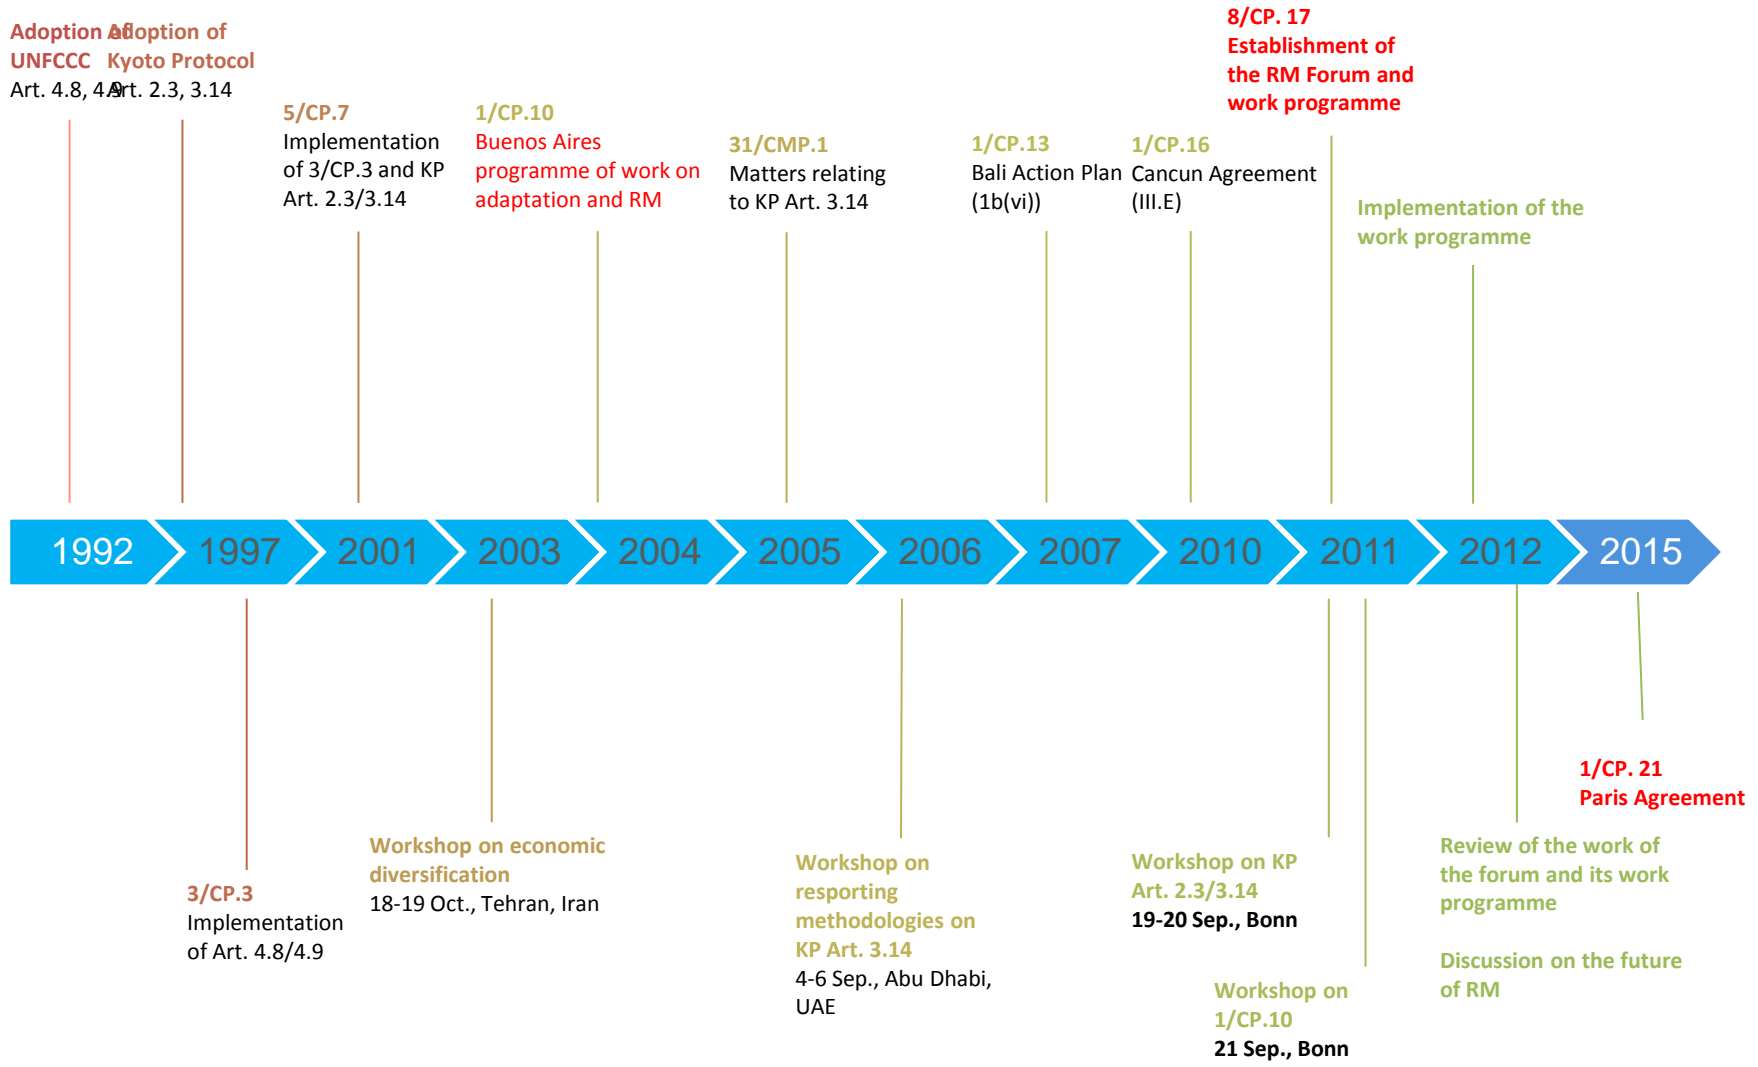 Adoption of
UNFCCC
Art. 4.8, 4.9
Adoption of
Kyoto Protocol
Art. 2.3, 3.14
5/CP.7
Implementation
of 3/CP.3 and KP
Art. 2.3/3.14
1/CP.10
Buenos Aires
programme of work on
adaptation and RM
31/CMP.1
Matters relating
to KP Art. 3.14
1/CP.13
Bali Action Plan
(1b(vi))
1/CP.16
Cancun Agreement
(III.E)
8/CP. 17
Establishment of
the RM Forum and
work programme
Implementation of the
work programme
1992
1997
2001
2003
2004
2005
2006
2007
2010
2011
2012
2015
3/CP.3
Implementation
of Art. 4.8/4.9
Workshop on economic
diversification
18-19 Oct., Tehran, Iran
Workshop on
resporting
methodologies on
KP Art. 3.14
4-6 Sep., Abu Dhabi,
UAE
Workshop on KP
Art. 2.3/3.14
19-20 Sep., Bonn
Workshop on
1/CP.10
21 Sep., Bonn
Review of the work of
the forum and its work
programme
Discussion on the future
of RM
1/CP. 21
Paris Agreement